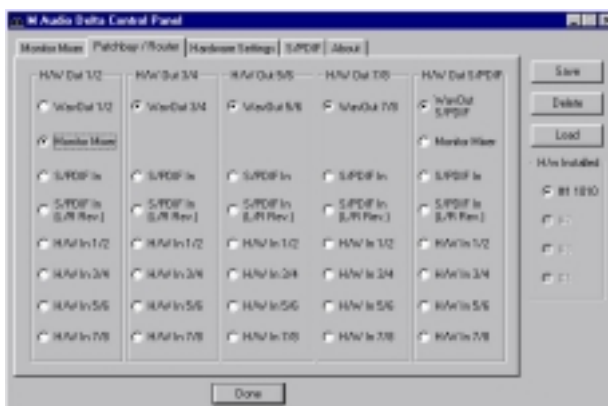 M Audio Delta Control Panel
Monitor Mixer Patchbay / Router Hardware Settings S/PDIF About
H/W Out 1/2 H/W Out 3/4 H/W Out 5/6 H/W Out 7/8 H/W Out S/PDIF
WavOut 1/2 WavOut 3/4 WavOut 5/6 WavOut 7/8 WavOut S/PDIF
Monitor Mixer Monitor Mixer
S/PDIF In S/PDIF In S/PDIF In S/PDIF In S/PDIF In
S/PDIF In (L/R Rev.) S/PDIF In (L/R Rev.) S/PDIF In (L/R Rev.) S/PDIF In (L/R Rev.) S/PDIF In (L/R Rev.)
H/W In 1/2 H/W In 1/2 H/W In 1/2 H/W In 1/2 H/W In 1/2
H/W In 3/4 H/W In 3/4 H/W In 3/4 H/W In 3/4 H/W In 3/4
H/W In 5/6 H/W In 5/6 H/W In 5/6 H/W In 5/6 H/W In 5/6
H/W In 7/8 H/W In 7/8 H/W In 7/8 H/W In 7/8 H/W In 7/8
Save
Delete
Load
H/w Installed
#1 1010
Done